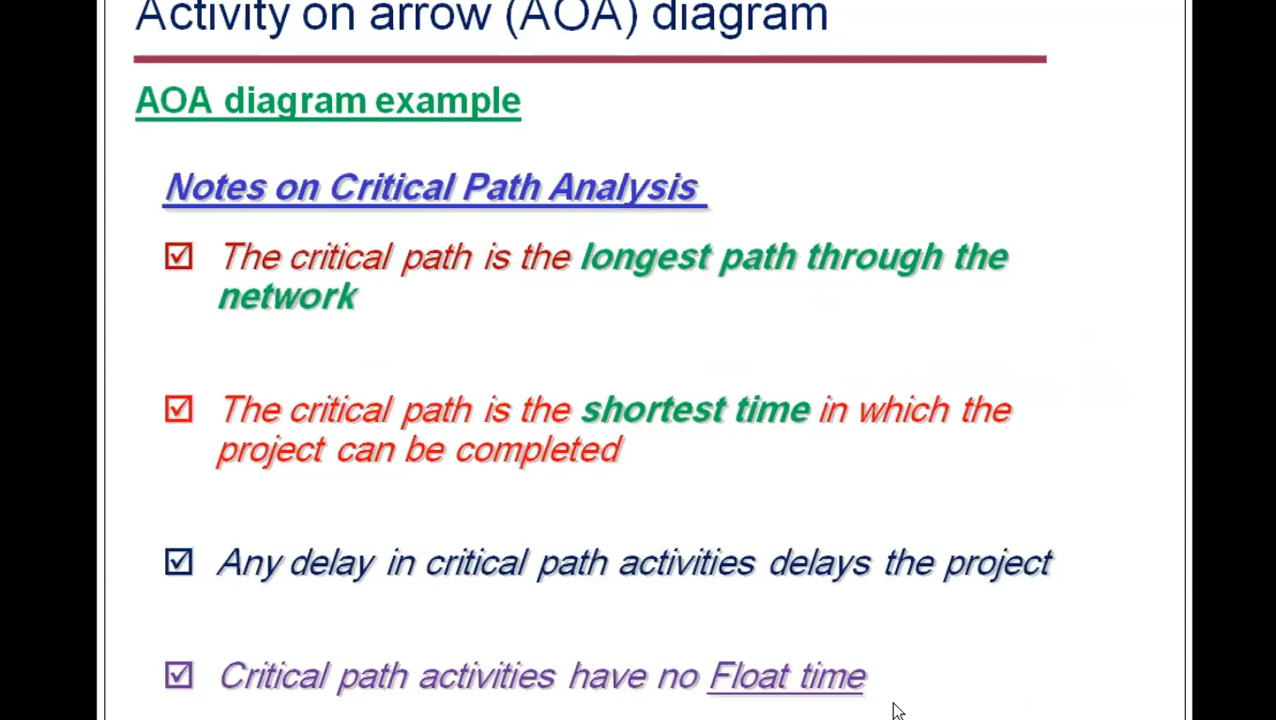 Activity on arrow (AOA) diagram
AOA diagram example
Notes on Critical Path Analysis
The critical path is the longest path through the
network
The critical path is the shortest time in which the
project can be completed
Any delay in critical path activities delays the project
Critical path activities have no Float time